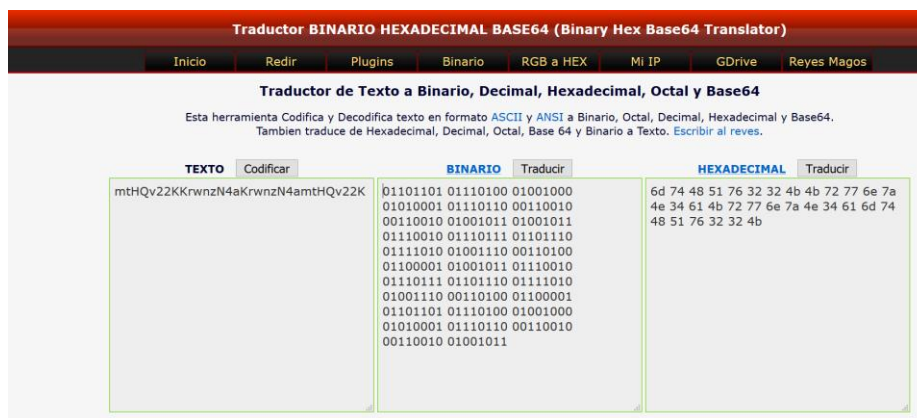 Traductor BINARIO HEXADECIMAL BASE64 (Binary Hex Base64 Translator)
Inicio Redir Plugins Binario RGB a HEX Mi IP GDrive Reyes Magos
Traductor de Texto a Binario, Decimal, Hexadecimal, Octal y Base64
Esta herramienta Codifica y Decodifica texto en formato ASCII y ANSI a Binario, Octal, Decimal, Hexadecimal y Base64.
Tambien traduce de Hexadecimal, Decimal, Octal, Base 64 y Binario a Texto. Escribir al reves.
TEXTO Codificar
mtHQv22KKrwnzN4aKrwnzN4amtHQv22K
BINARIO Traducir
01101101 01110100 01001000
01010001 01110110 00110010
00110010 01001011 01001011
01110010 01110111 01101110
01111010 01001110 00110100
01100001 01001011 01110010
01110111 01101110 01111010
01001110 00110100 01100001
01101101 01110100 01001000
01010001 01110110 00110010
00110010 01001011
HEXADECIMAL Traducir
6d 74 48 51 76 32 32 4b 4b 72 77 6e 7a
4e 34 61 4b 72 77 6e 7a 4e 34 61 6d 74
48 51 76 32 32 4b